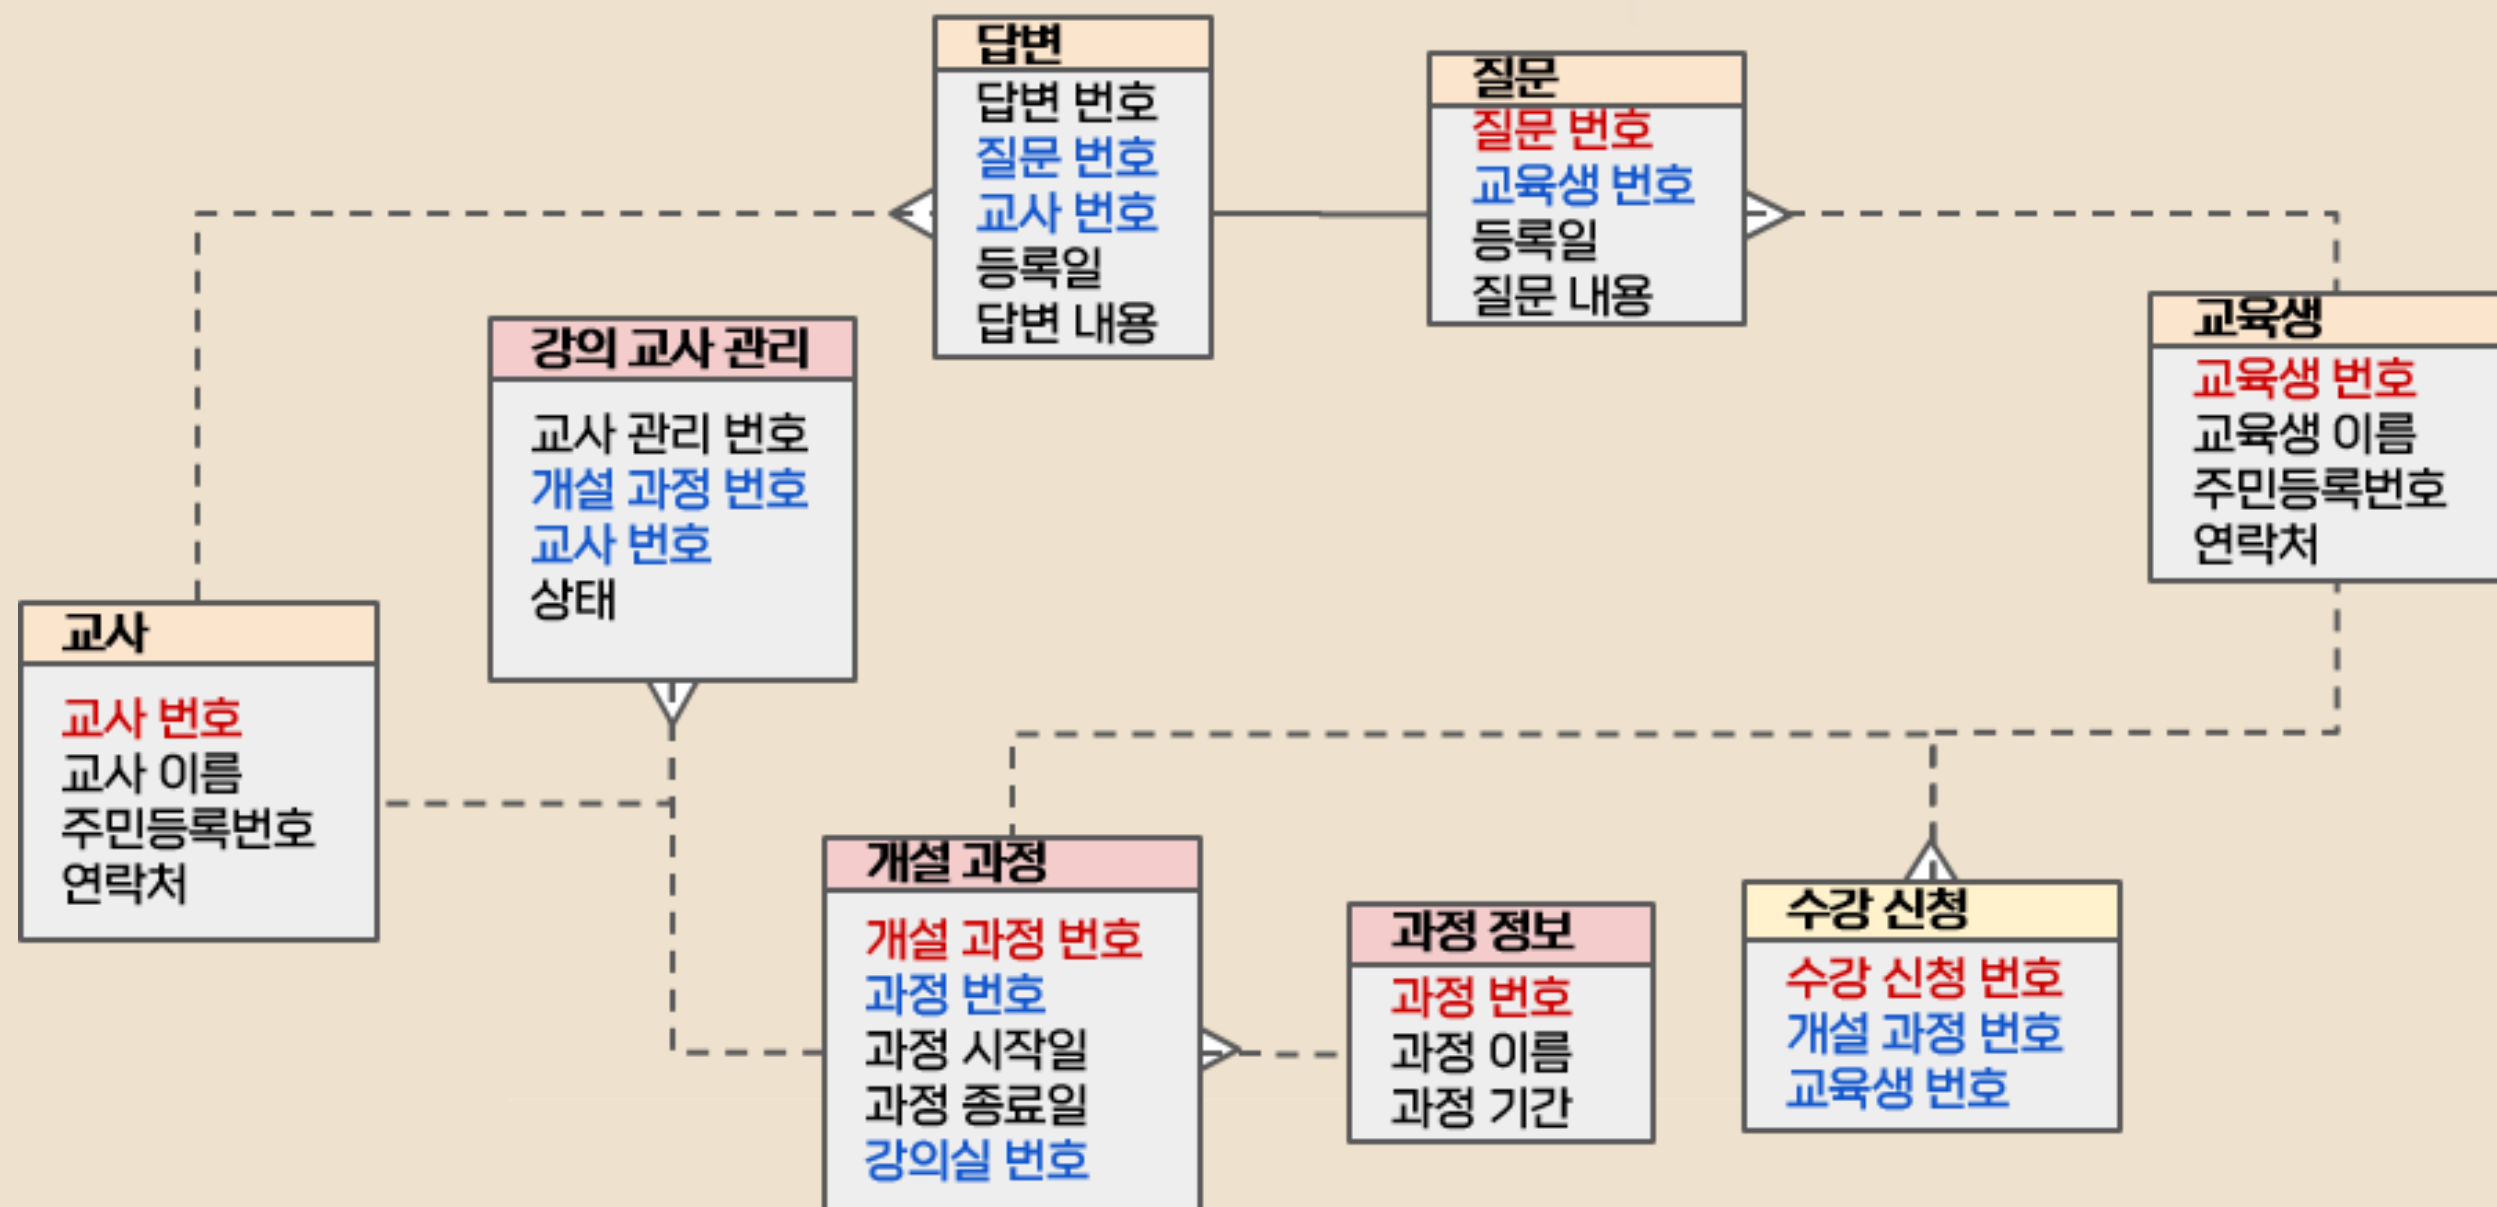 답변
답변 번호
질문 번호
교사 번호
등록일
답변 내용
질문
질문 번호
교육생 번호
등록일
질문 내용
교육생
교육생 번호
교육생 이름
주민등록번호
연락처
강의 교사 관리
교사 관리 번호
개설 과정 번호
교사 번호
상태
교사
교사 번호
교사 이름
주민등록번호
연락처
개설 과정
개설 과정 번호
과정 번호
과정 시작일
과정 종료일
강의실 번호
과정 정보
과정 번호
과정 이름
과정 기간
수강 신청
수강 신청 번호
개설 과정 번호
교육생 번호